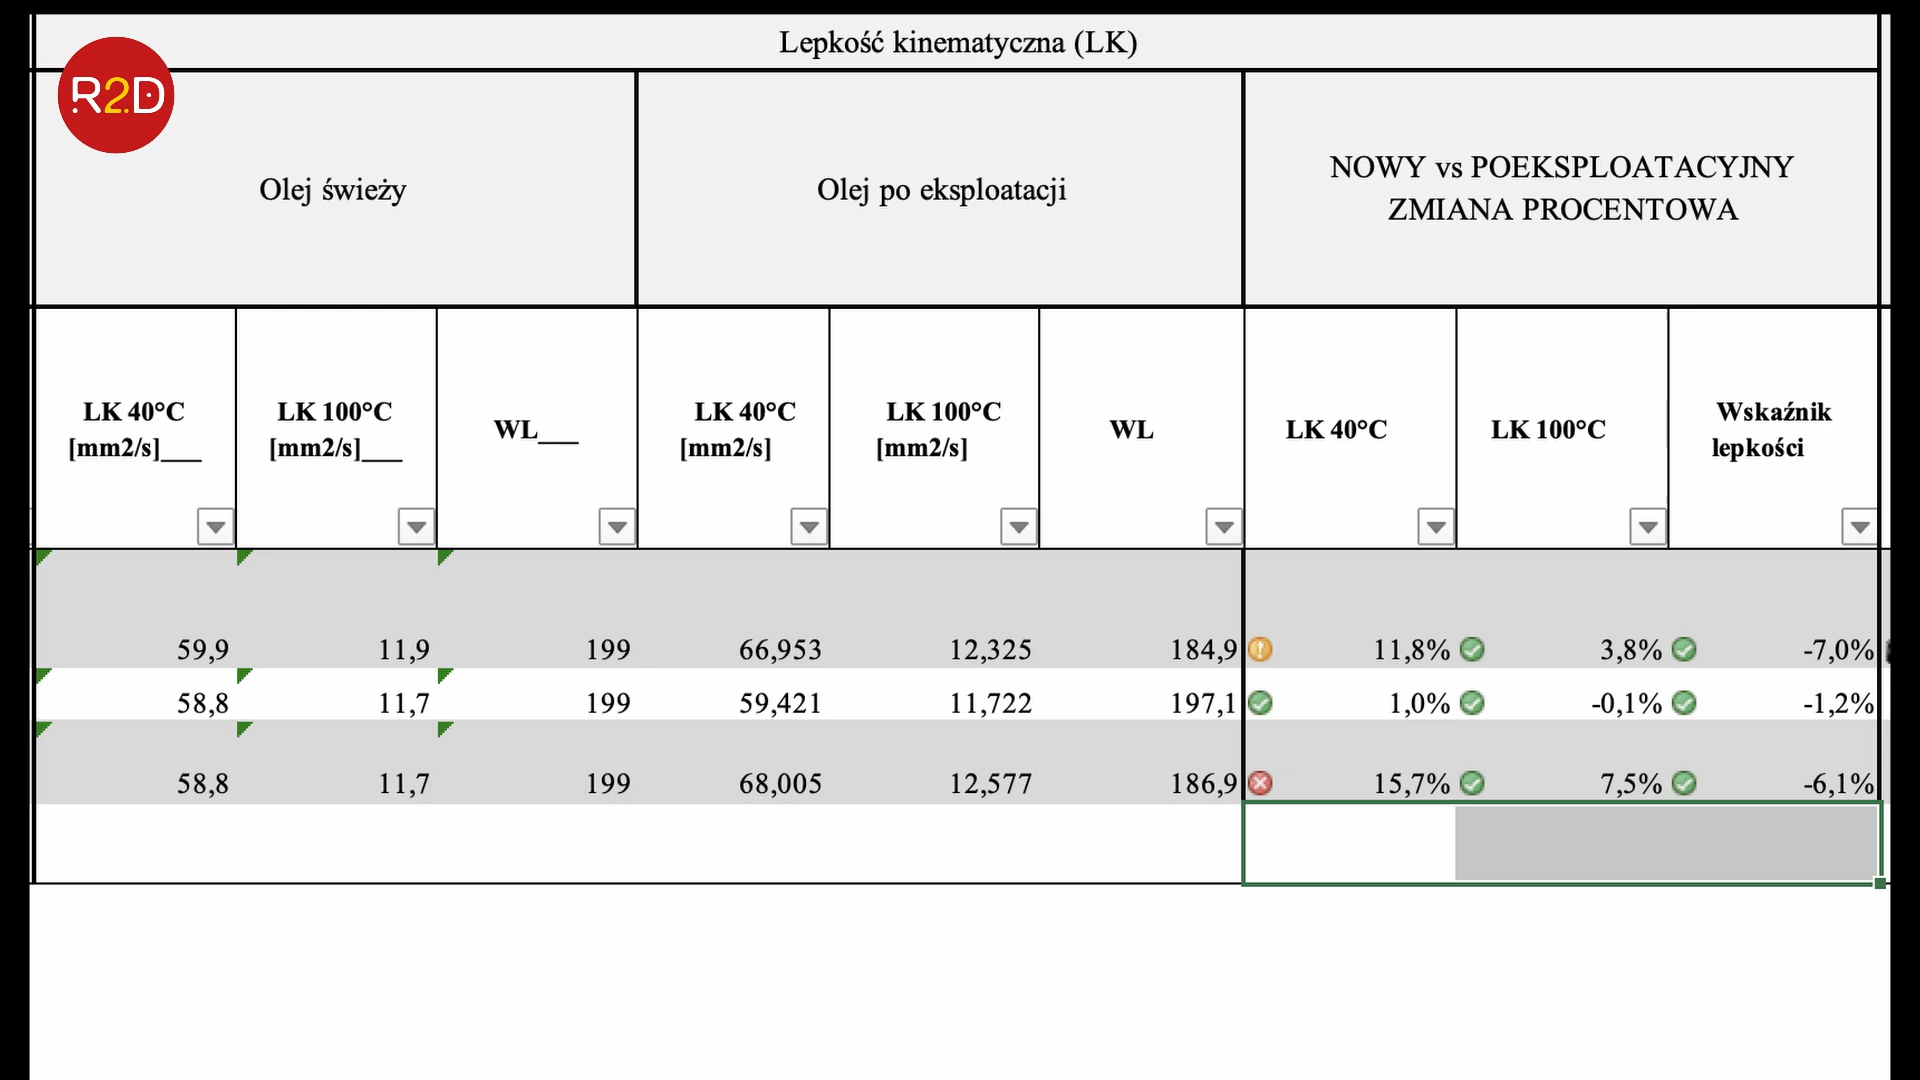 Lepkość kinematyczna (LK)
R2D
Olej świeży
Olej po eksploatacji
NOWY vs POEKSPLOATACYJNY
ZMIANA PROCENTOWA
LK 40°C
[mm2/s]___
LK 100°C
[mm2/s]___
WL___
LK 40°C
[mm2/s]
LK 100°C
[mm2/s]
WL
LK 40°C
LK 100°C
Wskaźnik
lepkości
59,9 11,9 199 66,953 12,325 184,9 11,8% 3,8% -7,0%
58,8 11,7 199 59,421 11,722 197,1 1,0% -0,1% -1,2%
58,8 11,7 199 68,005 12,577 186,9 15,7% 7,5% -6,1%